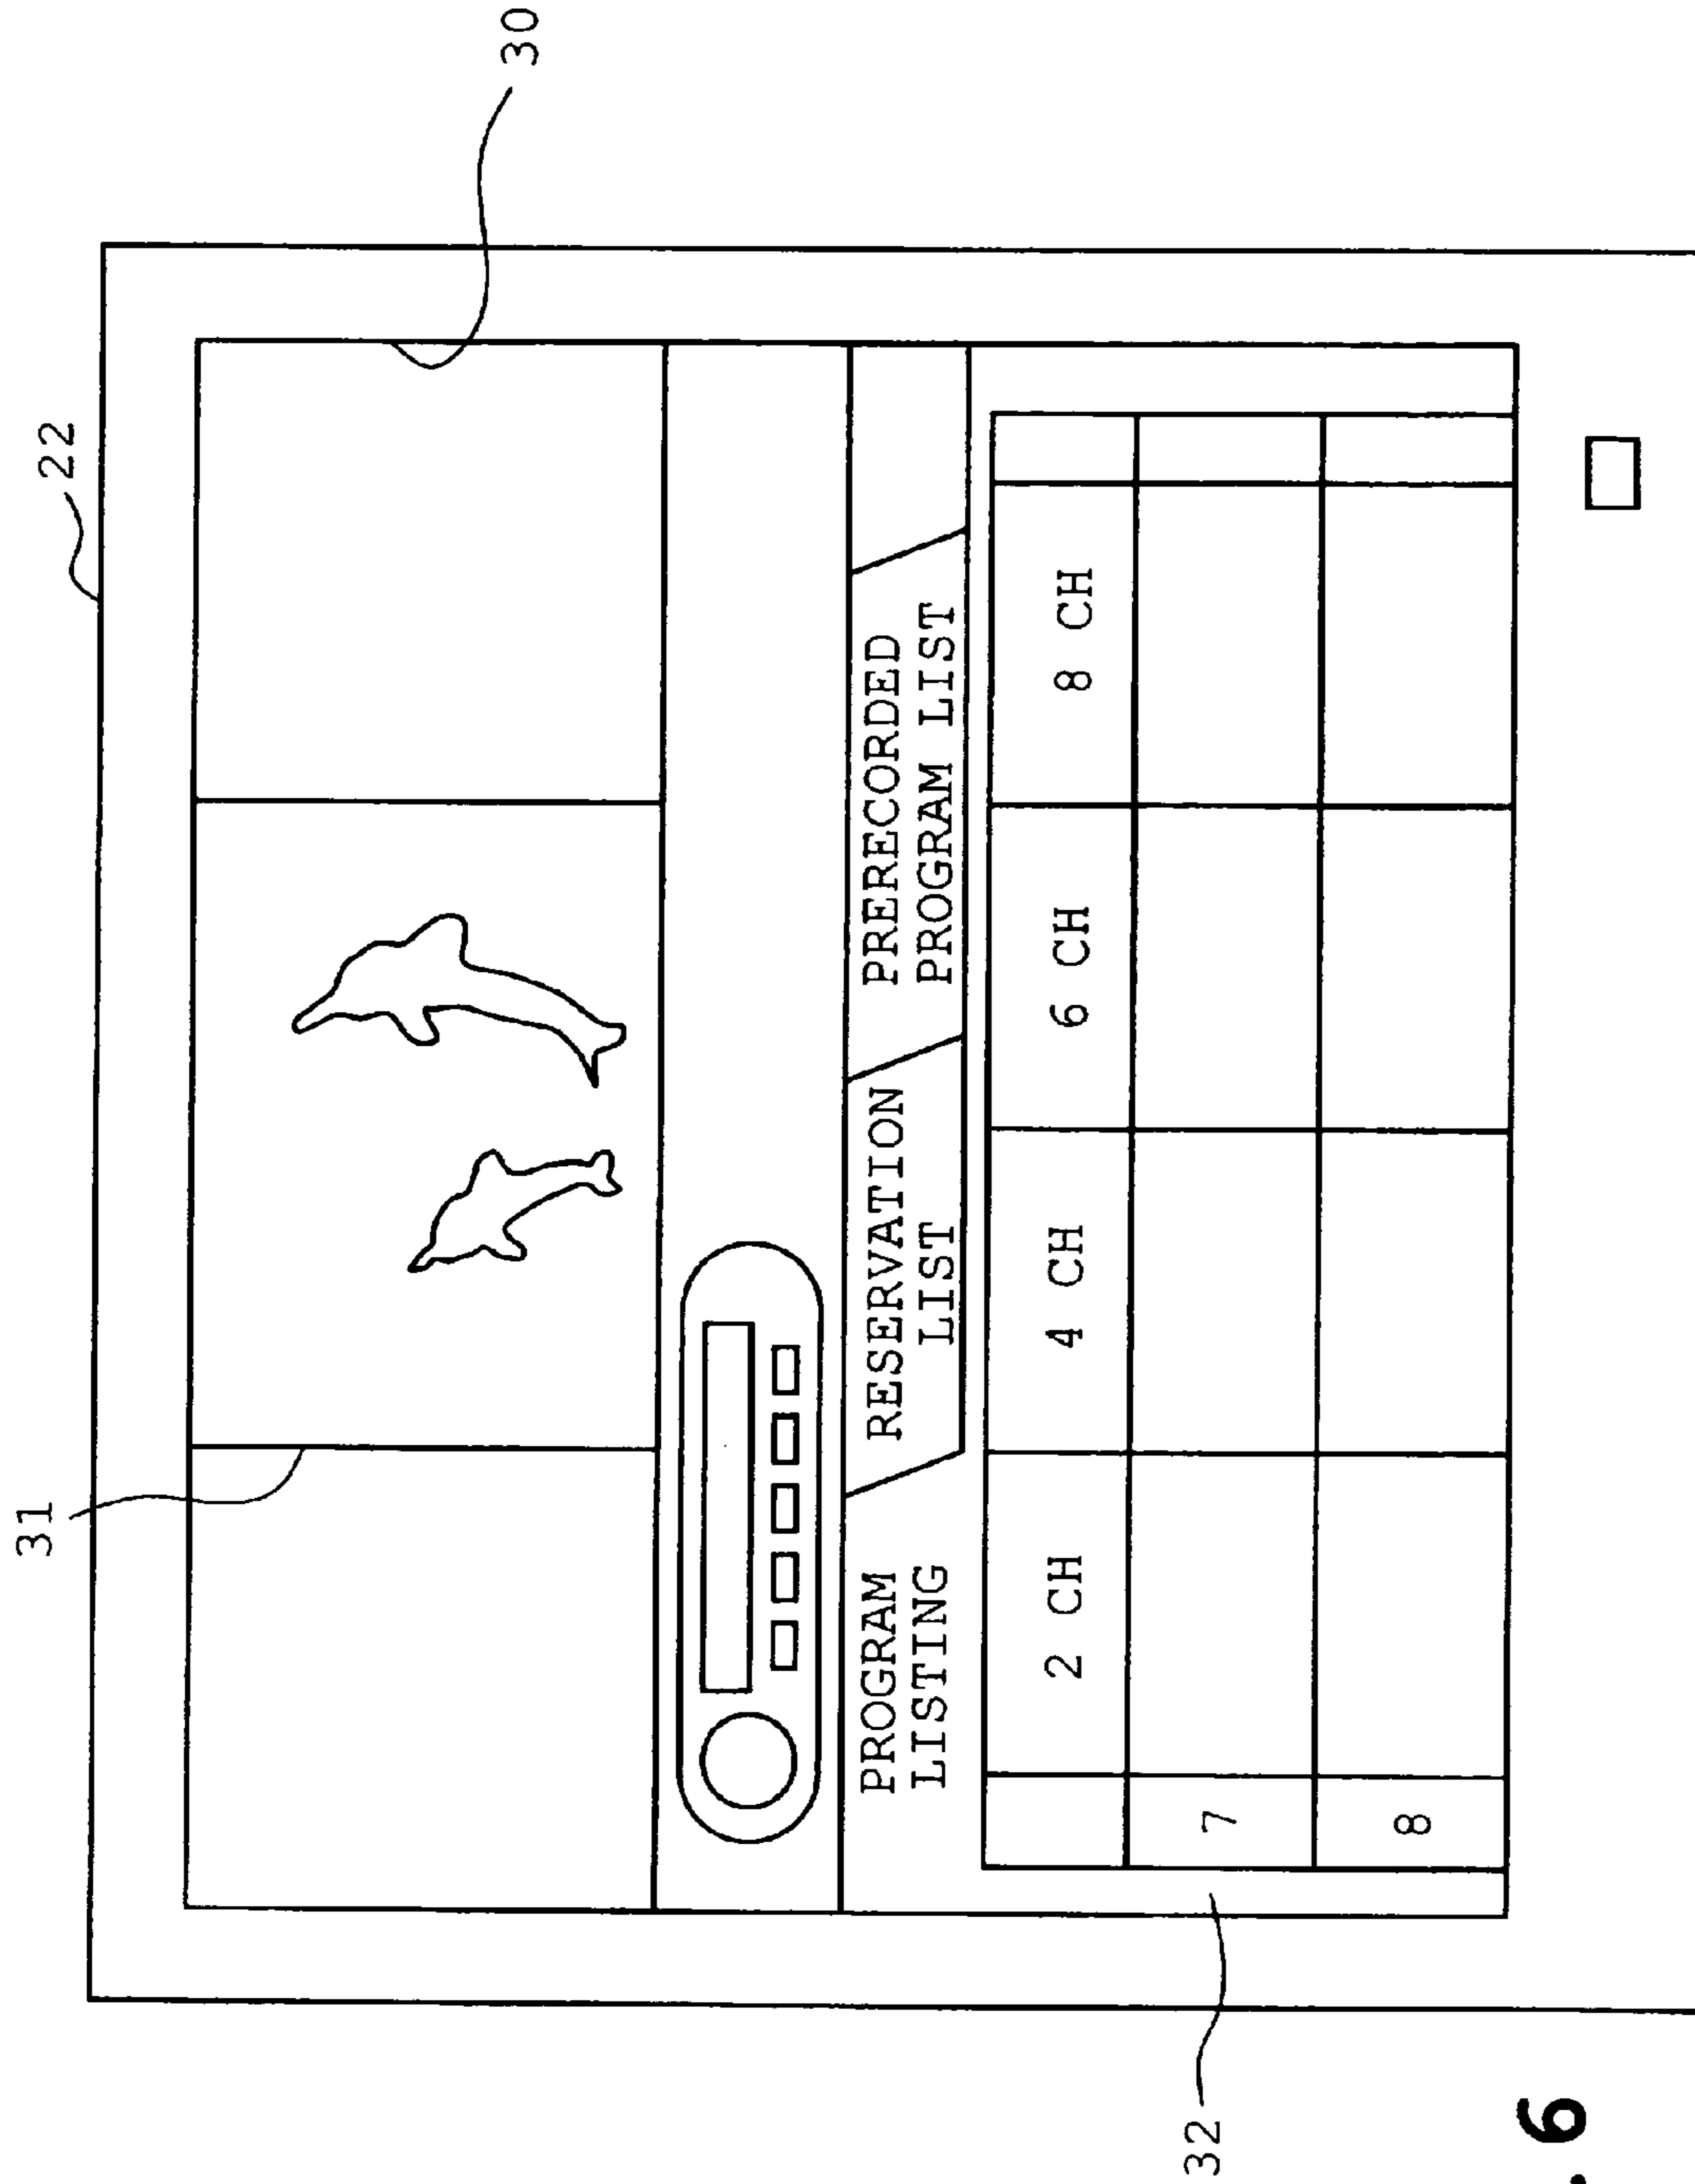 31
22
30
PROGRAM
LISTING
RESERVATION
LIST
PRERECORDED
PROGRAM LIST
2 CH 4 CH 6 CH 8 CH
7
32
8
.6